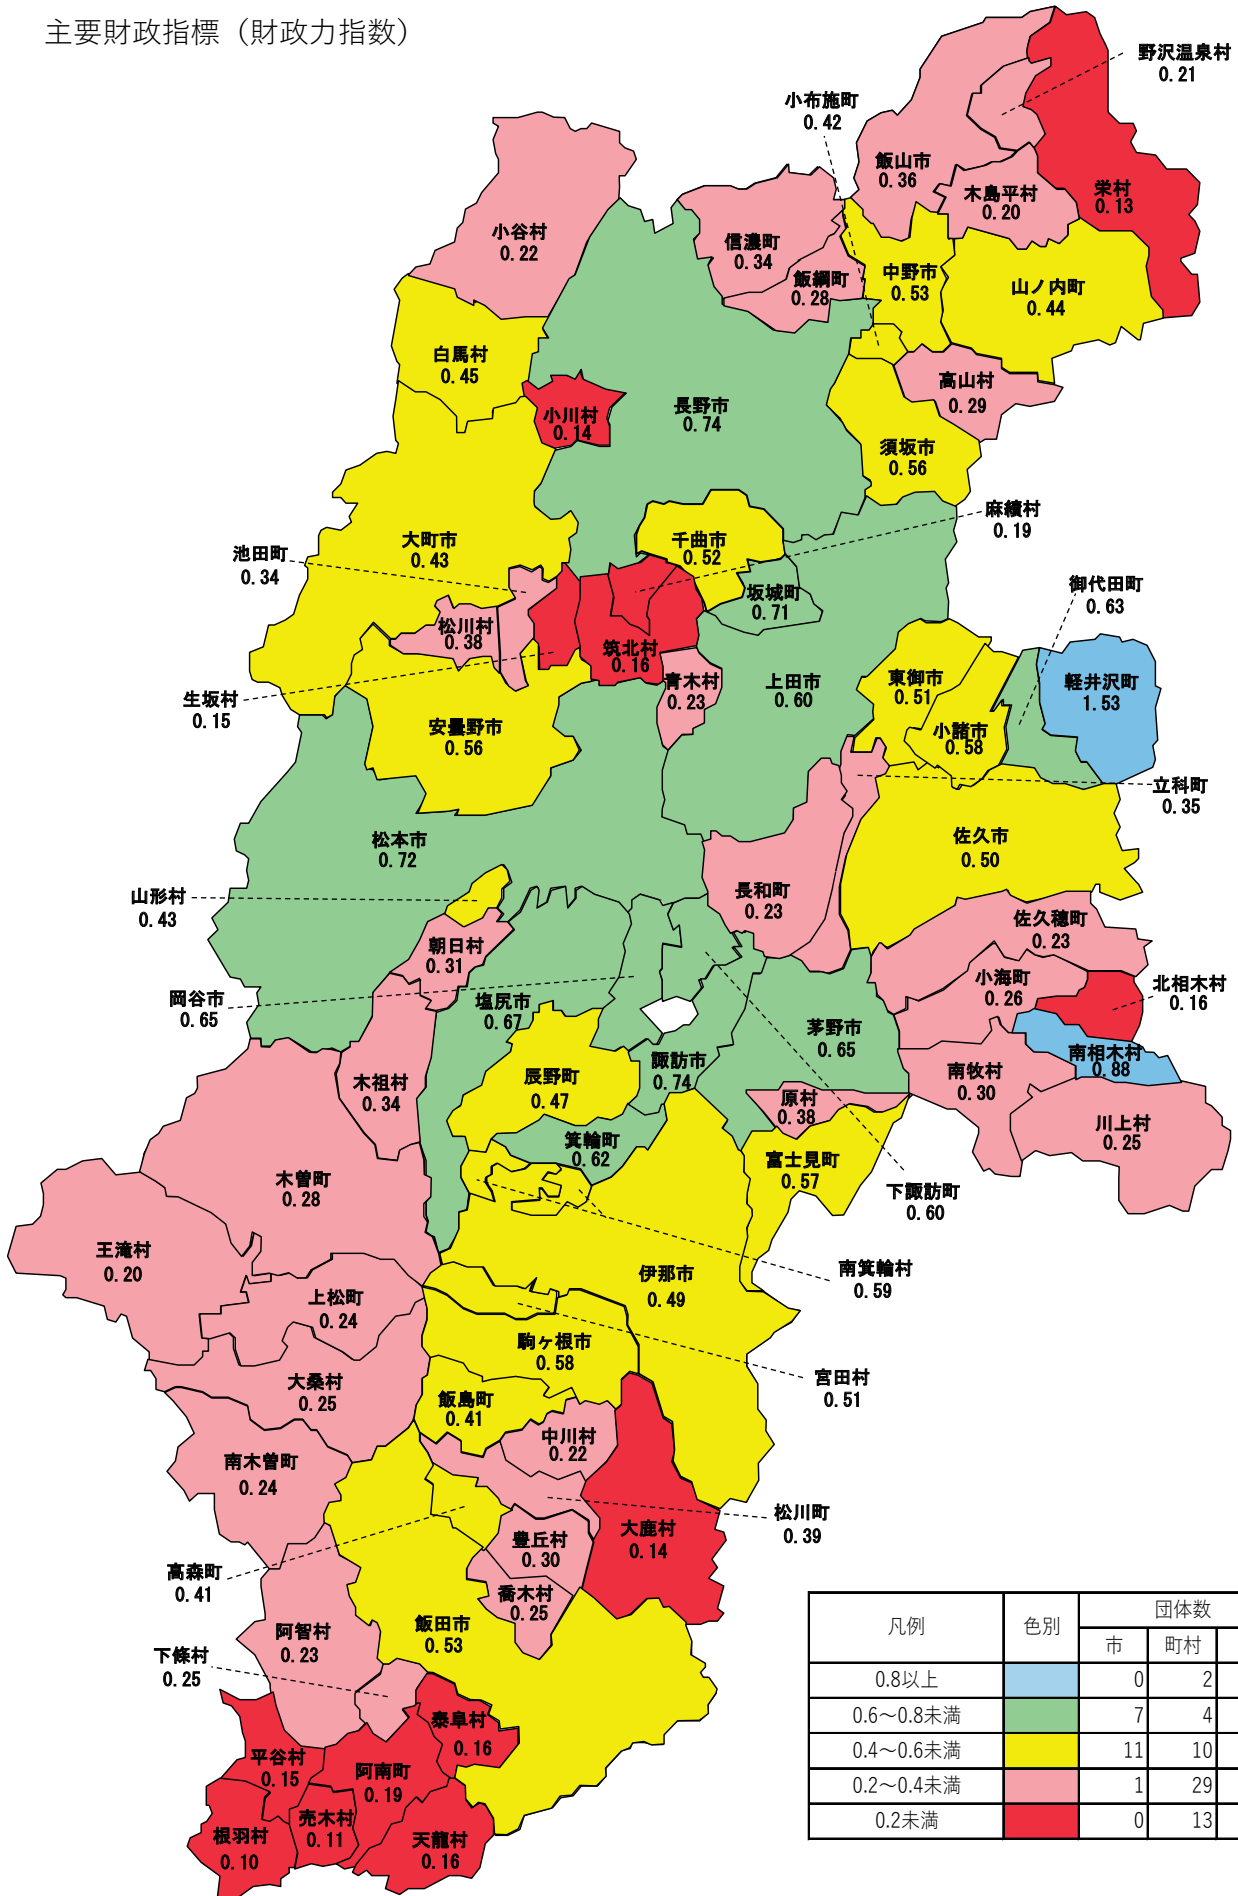 主要財政指標（財政力指数）
野沢温泉村
0.21
小布施町
0.42
飯山市
0.36
木島平村
0.20
栄村
0.13
小谷村
0.22
信濃町
0.34
飯綱町
0.28
中野市
0.53
山ノ内町
0.44
白馬村
0.45
高山村
0.29
小川村
0.14
長野市
0.74
須坂市
0.56
麻績村
0.19
大町市
0.43
池田町
0.34
千曲市
0.52
坂城町
0.71
御代田町
0.63
松川村
0.38
筑北村
0.16
青木村
0.23
上田市
0.60
東御市
0.51
軽井沢町
1.53
生坂村
0.15
安曇野市
0.56
小諸市
0.58
立科町
0.35
松本市
0.72
佐久市
0.50
山形村
0.43
長和町
0.23
佐久穂町
0.23
朝日村
0.31
小海町
0.26
北相木村
0.16
岡谷市
0.65
塩尻市
0.67
茅野市
0.65
南相木村
0.88
諏訪市
0.74
南牧村
0.30
木祖村
0.34
辰野町
0.47
原村
0.38
川上村
0.25
箕輪町
0.62
富士見町
0.57
木曽町
0.28
下諏訪町
0.60
王滝村
0.20
伊那市
0.49
南箕輪村
0.59
上松町
0.24
駒ヶ根市
0.58
宮田村
0.51
大桑村
0.25
飯島町
0.41
中川村
0.22
南木曽町
0.24
松川町
0.39
大鹿村
0.14
豊丘村
0.30
高森町
0.41
喬木村
0.25
飯田市
0.53
阿智村
0.23
下條村
0.25
泰阜村
0.16
平谷村
0.15
阿南町
0.19
売木村
0.11
根羽村
0.10
天龍村
0.16
凡例 色別 団体数
市 町村
0.8以上 0 2
0.6～0.8未満 7 4
0.4～0.6未満 11 10
0.2～0.4未満 1 29
0.2未満 0 13